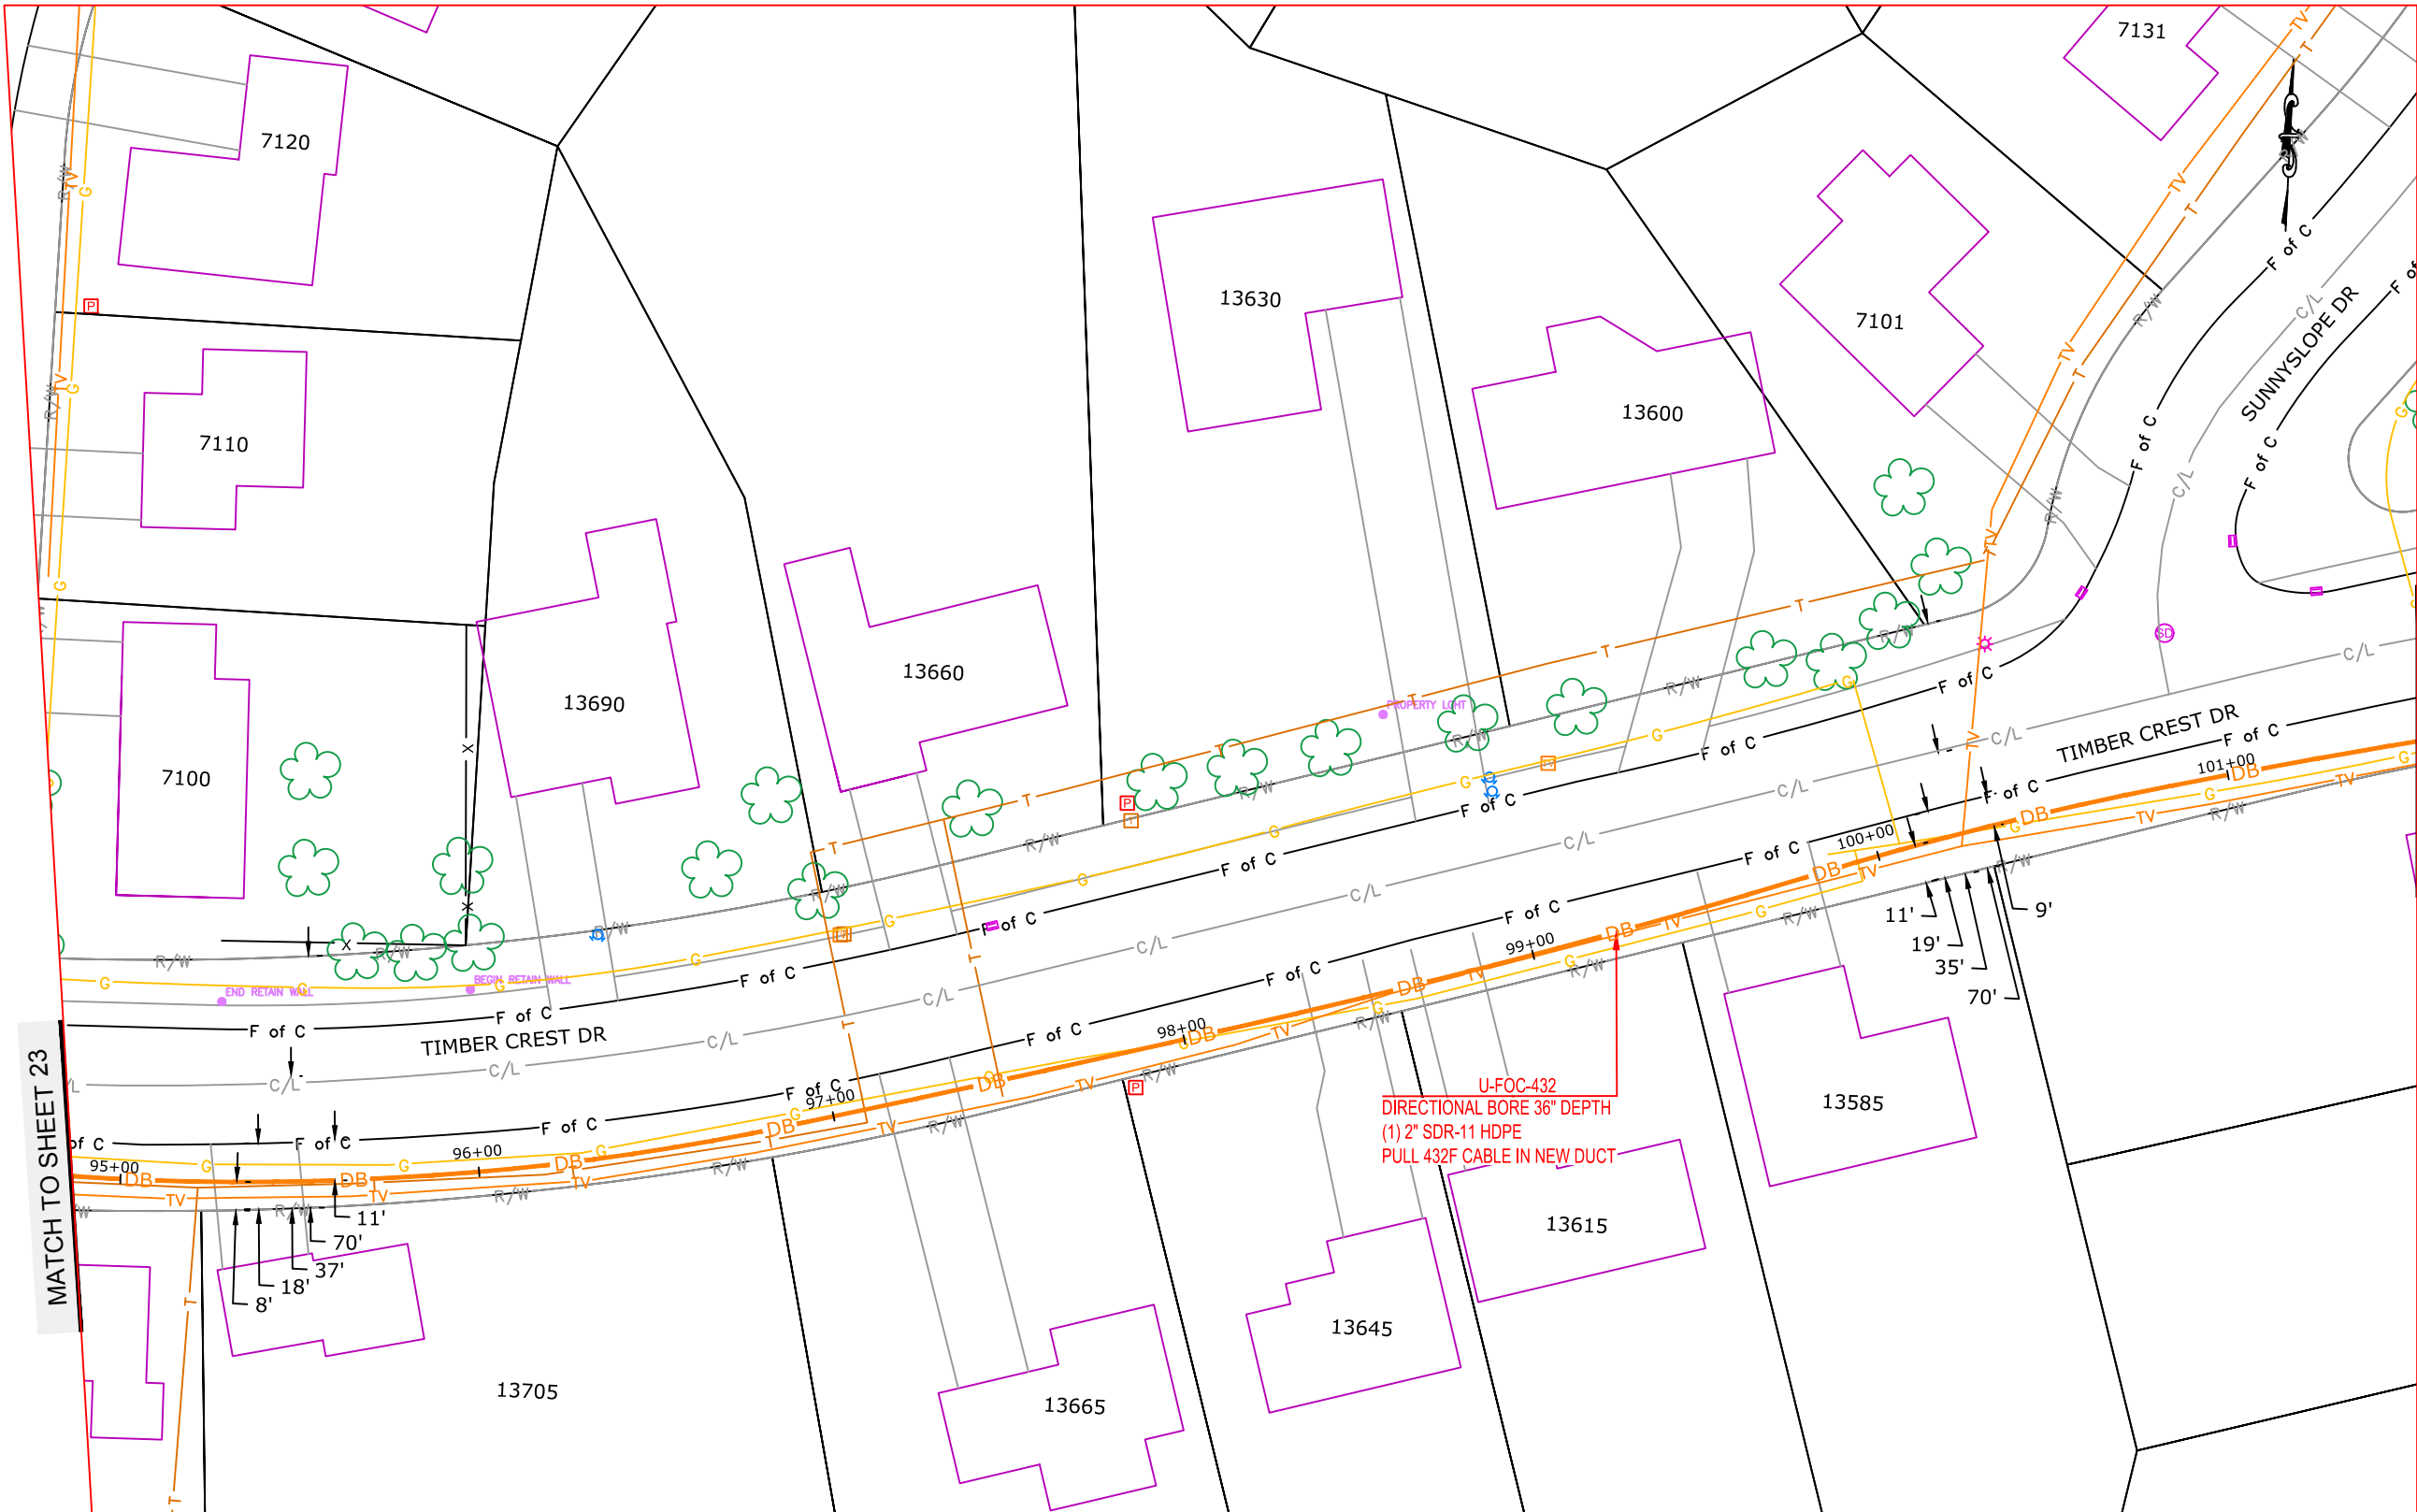 7131
7120
13630
7101
SUNNYSLOPE DR
13600
7110
13660
13690
PROPERTY LGHT
7100
TIMBER CREST DR
101+00
100+00
99+00
98+00
97+00
96+00
95+00
END RETAIN WALL
BEGIN RETAIN WALL
TIMBER CREST DR
MATCH TO SHEET 23
11'
19'
35'
70'
9'
U-FOC-432
DIRECTIONAL BORE 36" DEPTH
(1) 2" SDR-11 HDPE
PULL 432F CABLE IN NEW DUCT
13585
11'
70'
37'
18'
8'
13615
13645
13705
13665
R/W
TV
G
T
F of C
C/L
DB
P
X
SD